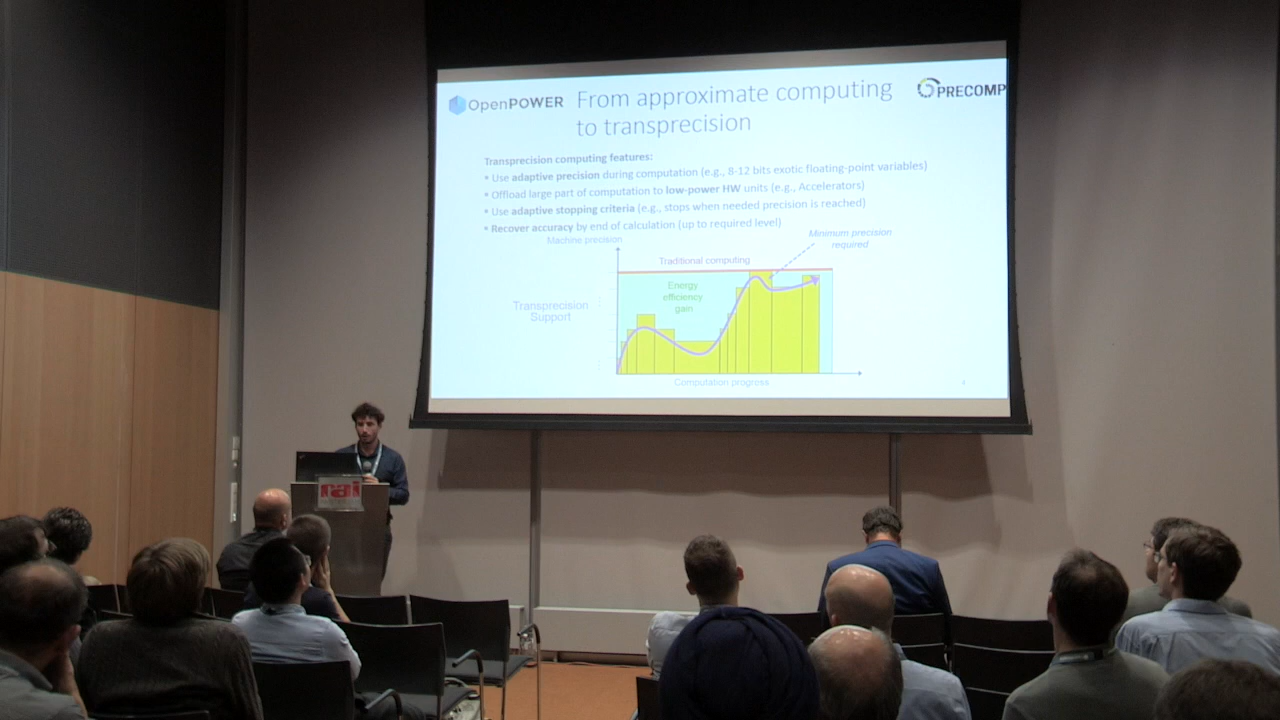 OpenPOWER
From approximate computing
to transprecision
PRECOMP
Transprecision computing features:
▪ Use adaptive precision during computation (e.g., 8-12 bits exotic floating-point variables)
▪ Offload large part of computation to low-power HW units (e.g., Accelerators)
▪ Use adaptive stopping criteria (e.g., stops when needed precision is reached)
▪ Recover accuracy by end of calculation (up to required level)
Machine precision
Minimum precision
required
Traditional computing
Energy
efficiency
gain
Transprecision
Support
Computation progress
rai